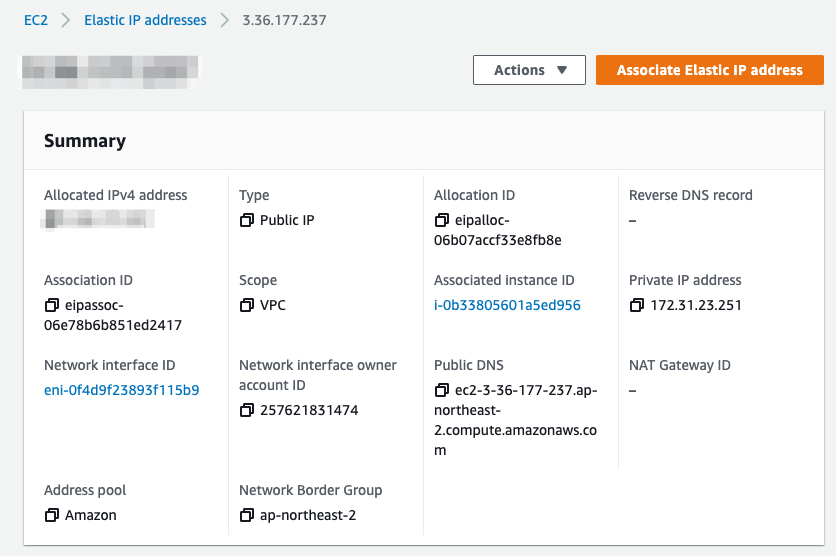 EC2 > Elastic IP addresses > 3.36.177.237
Actions ▼ Associate Elastic IP address
Summary
Allocated IPv4 address
Type
Public IP
Allocation ID
eipalloc-
06b07accf33e8fb8e
Reverse DNS record
–
Association ID
eipassoc-
06e78b6b851ed2417
Scope
VPC
Associated instance ID
i-0b33805601a5ed956
Private IP address
172.31.23.251
Network interface ID
eni-0f4d9f23893f115b9
Network interface owner
account ID
257621831474
Public DNS
ec2-3-36-177-237.ap-
northeast-
2.compute.amazonaws.co
m
NAT Gateway ID
–
Address pool
Amazon
Network Border Group
ap-northeast-2